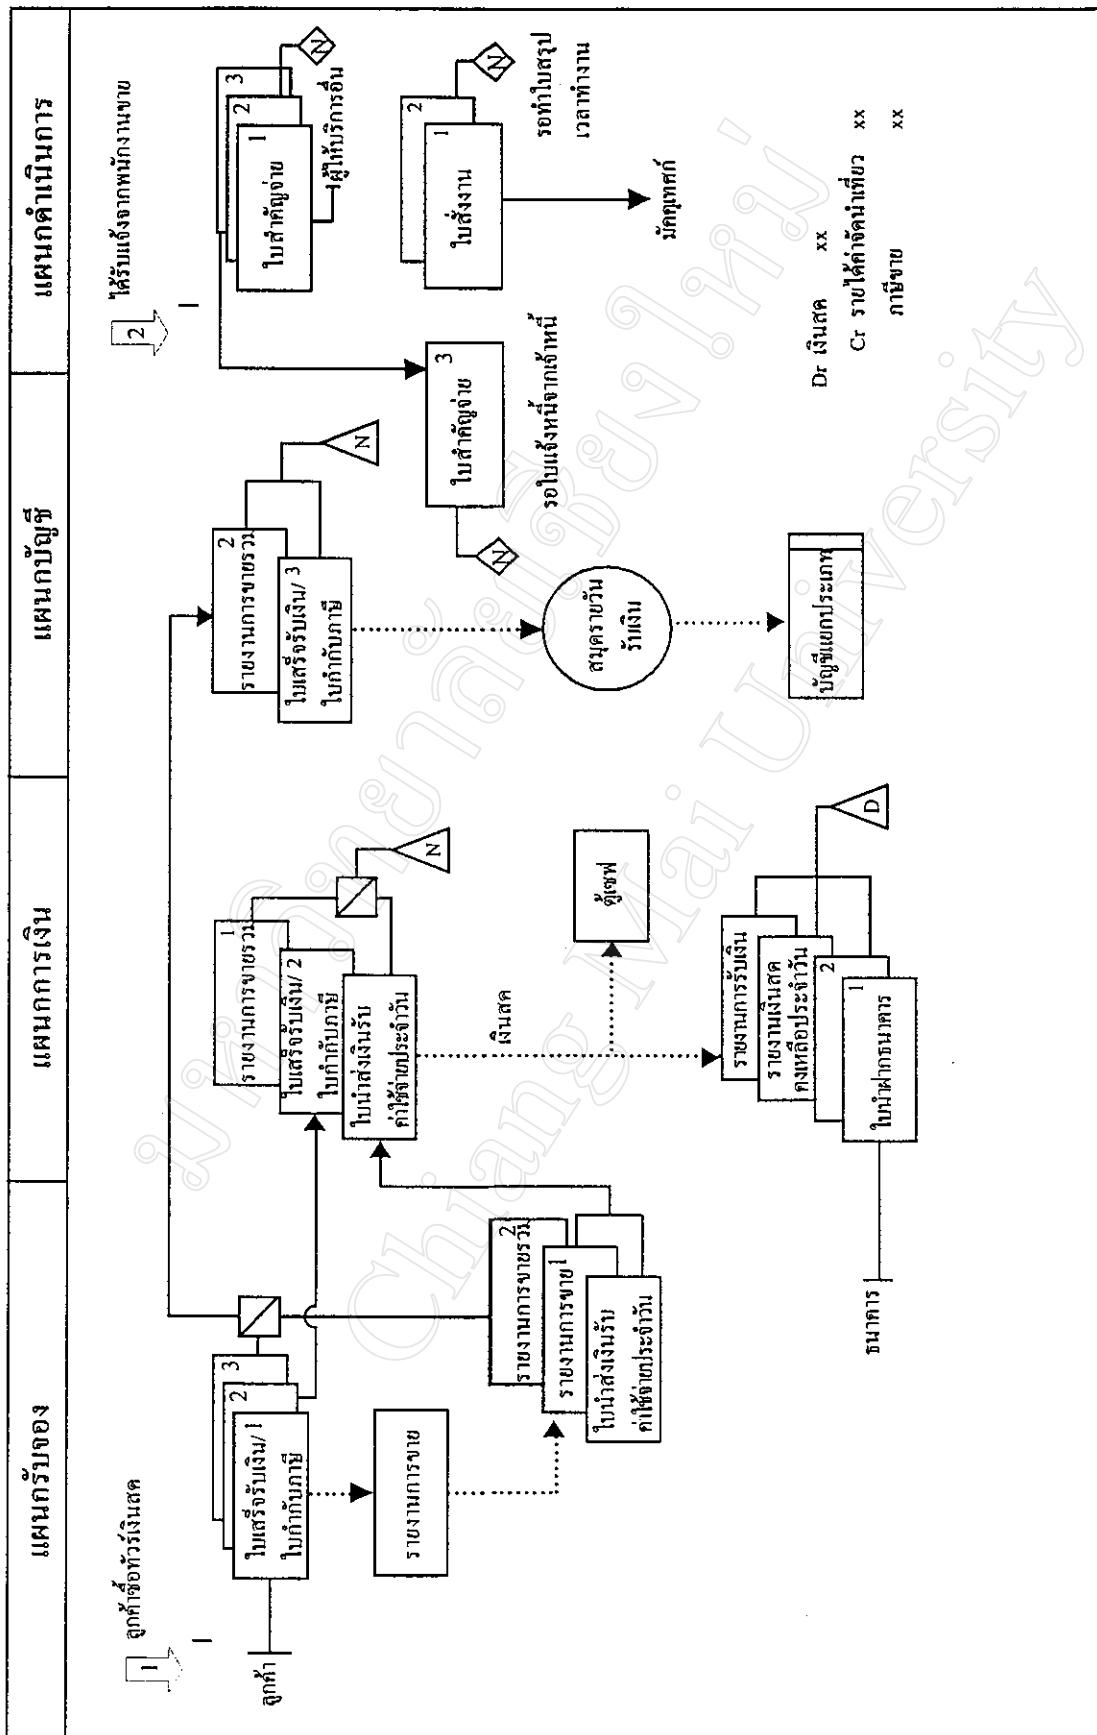 แผนกรับจอง
แผนกการเงิน
แผนกบัญชี
แผนกดำเนินการ
1
ลูกค้าซื้อทัวร์เงินสด
ลูกค้า
3
2
ใบเสร็จรับเงิน/ 1
ใบกำกับภาษี
รายงานการขาย
2
รายงานการขายรวม
1
รายงานการขาย
ใบนำส่งเงินรับ
ค่าใช้จ่ายประจำวัน
1
รายงานการขายรวม
ใบเสร็จรับเงิน/ 2
ใบกำกับภาษี
ใบนำส่งเงินรับ
ค่าใช้จ่ายประจำวัน
N
เงินสด
ตู้เซฟ
รายงานการรับเงิน
รายงานเงินสด
คงเหลือประจำวัน
2
1
ใบนำฝากธนาคาร
D
ธนาคาร
2
รายงานการขายรวม
ใบเสร็จรับเงิน/ 3
ใบกำกับภาษี
N
สมุดรายวัน
รับเงิน
บัญชีแยกประเภท
3
ใบสำคัญจ่าย
N
รอใบแจ้งหนี้จากเจ้าหนี้
2
ได้รับแจ้งจากพนักงานขาย
3
2
1
ใบสำคัญจ่าย
N
ผู้ให้บริการอื่น
2
1
ใบสั่งงาน
N
รอทำใบสรุป
เวลาทำงาน
มัคคุเทศก์
Dr เงินสด xx
Cr รายได้ค่าจัดนำเที่ยว xx
ภาษีขาย xx
มหาวิทยาลัยเชียงใหม่
Chiang Mai University